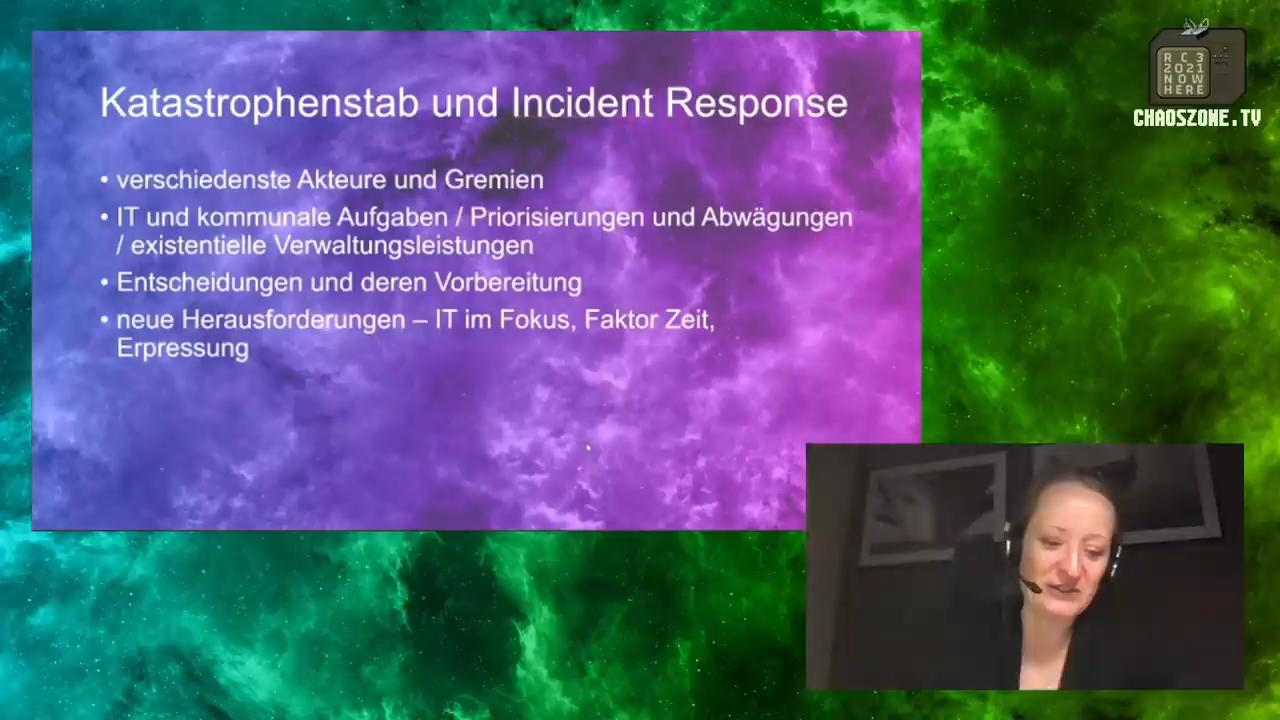 Katastrophenstab und Incident Response
• verschiedenste Akteure und Gremien
• IT und kommunale Aufgaben / Priorisierungen und Abwägungen
/ existentielle Verwaltungsleistungen
• Entscheidungen und deren Vorbereitung
• neue Herausforderungen – IT im Fokus, Faktor Zeit,
Erpressung
RC3
2021
NOW
HERE
CHAOSZONE.TV